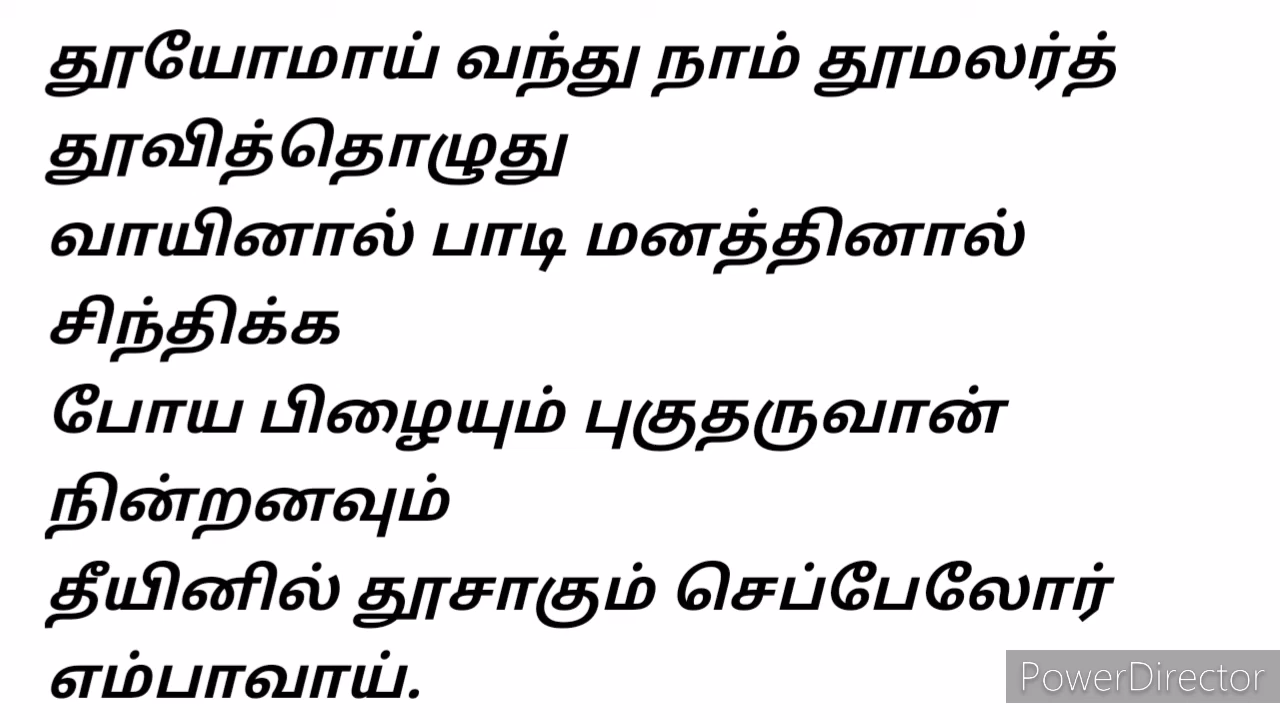 தூயோமாய் வந்து நாம் தூமலர்த்
தூவித்தொழுது
வாயினால் பாடி மனத்தினால்
சிந்திக்க
போய பிழையும் புகுதருவான்
நின்றனவும்
தீயினில் தூசாகும் செப்பேலோர்
எம்பாவாய்.
PowerDirector